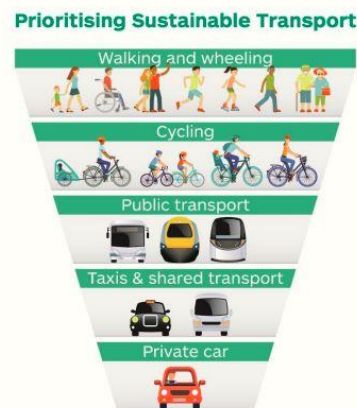 Prioritising Sustainable Transport
Walking and wheeling
Cycling
Public transport
Taxis & shared transport
Private car